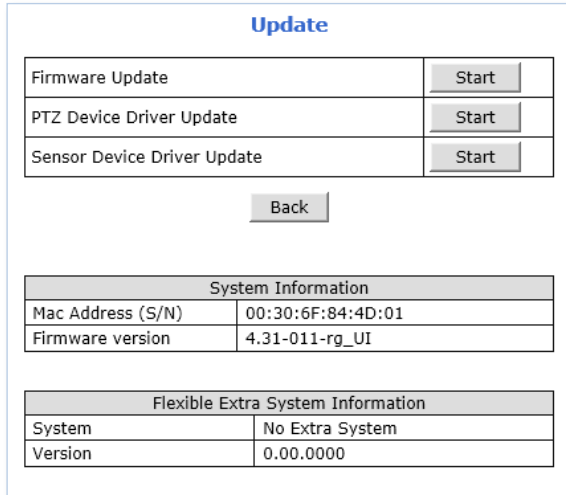 Update
Firmware Update Start
PTZ Device Driver Update Start
Sensor Device Driver Update Start
Back
System Information
Mac Address (S/N) 00:30:6F:84:4D:01
Firmware version 4.31-011-rg_UI
Flexible Extra System Information
System No Extra System
Version 0.00.0000